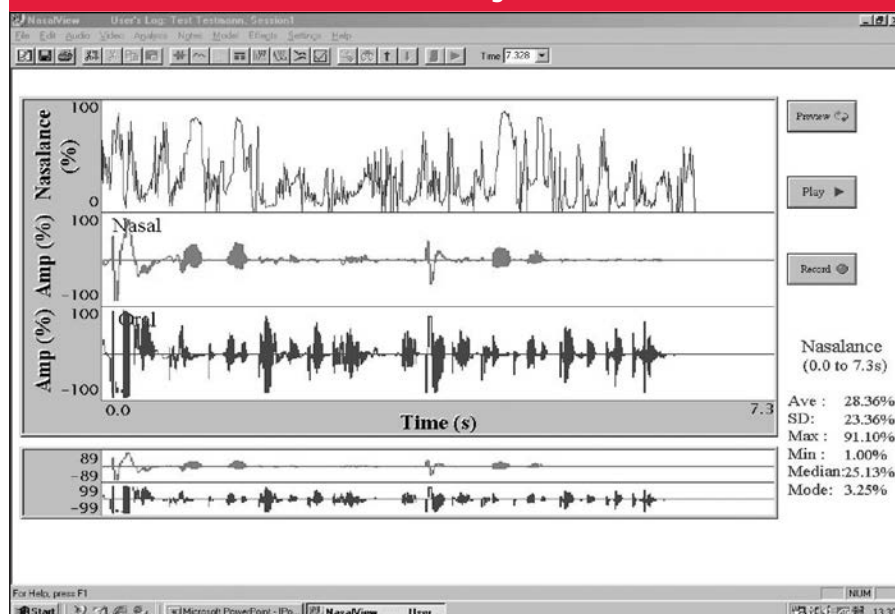 NasalView User's Log: Test Testmann, Session1
File Edit Audio Video Analysis Notes Model Effects Settings Help
Time 7.328
Nasalance (%)
100
0
Preview
Play
Record
Amp (%)
100
-100
Nasal
Amp (%)
100
-100
Oral
0.0
Time (s)
7.3
Nasalance
(0.0 to 7.3s)
Ave : 28.36%
SD: 23.36%
Max : 91.10%
Min : 1.00%
Median: 25.13%
Mode: 3.25%
89
-89
99
-99
For Help, press F1
NUM
Start
Microsoft PowerPoint - [Po...
NasalView User...